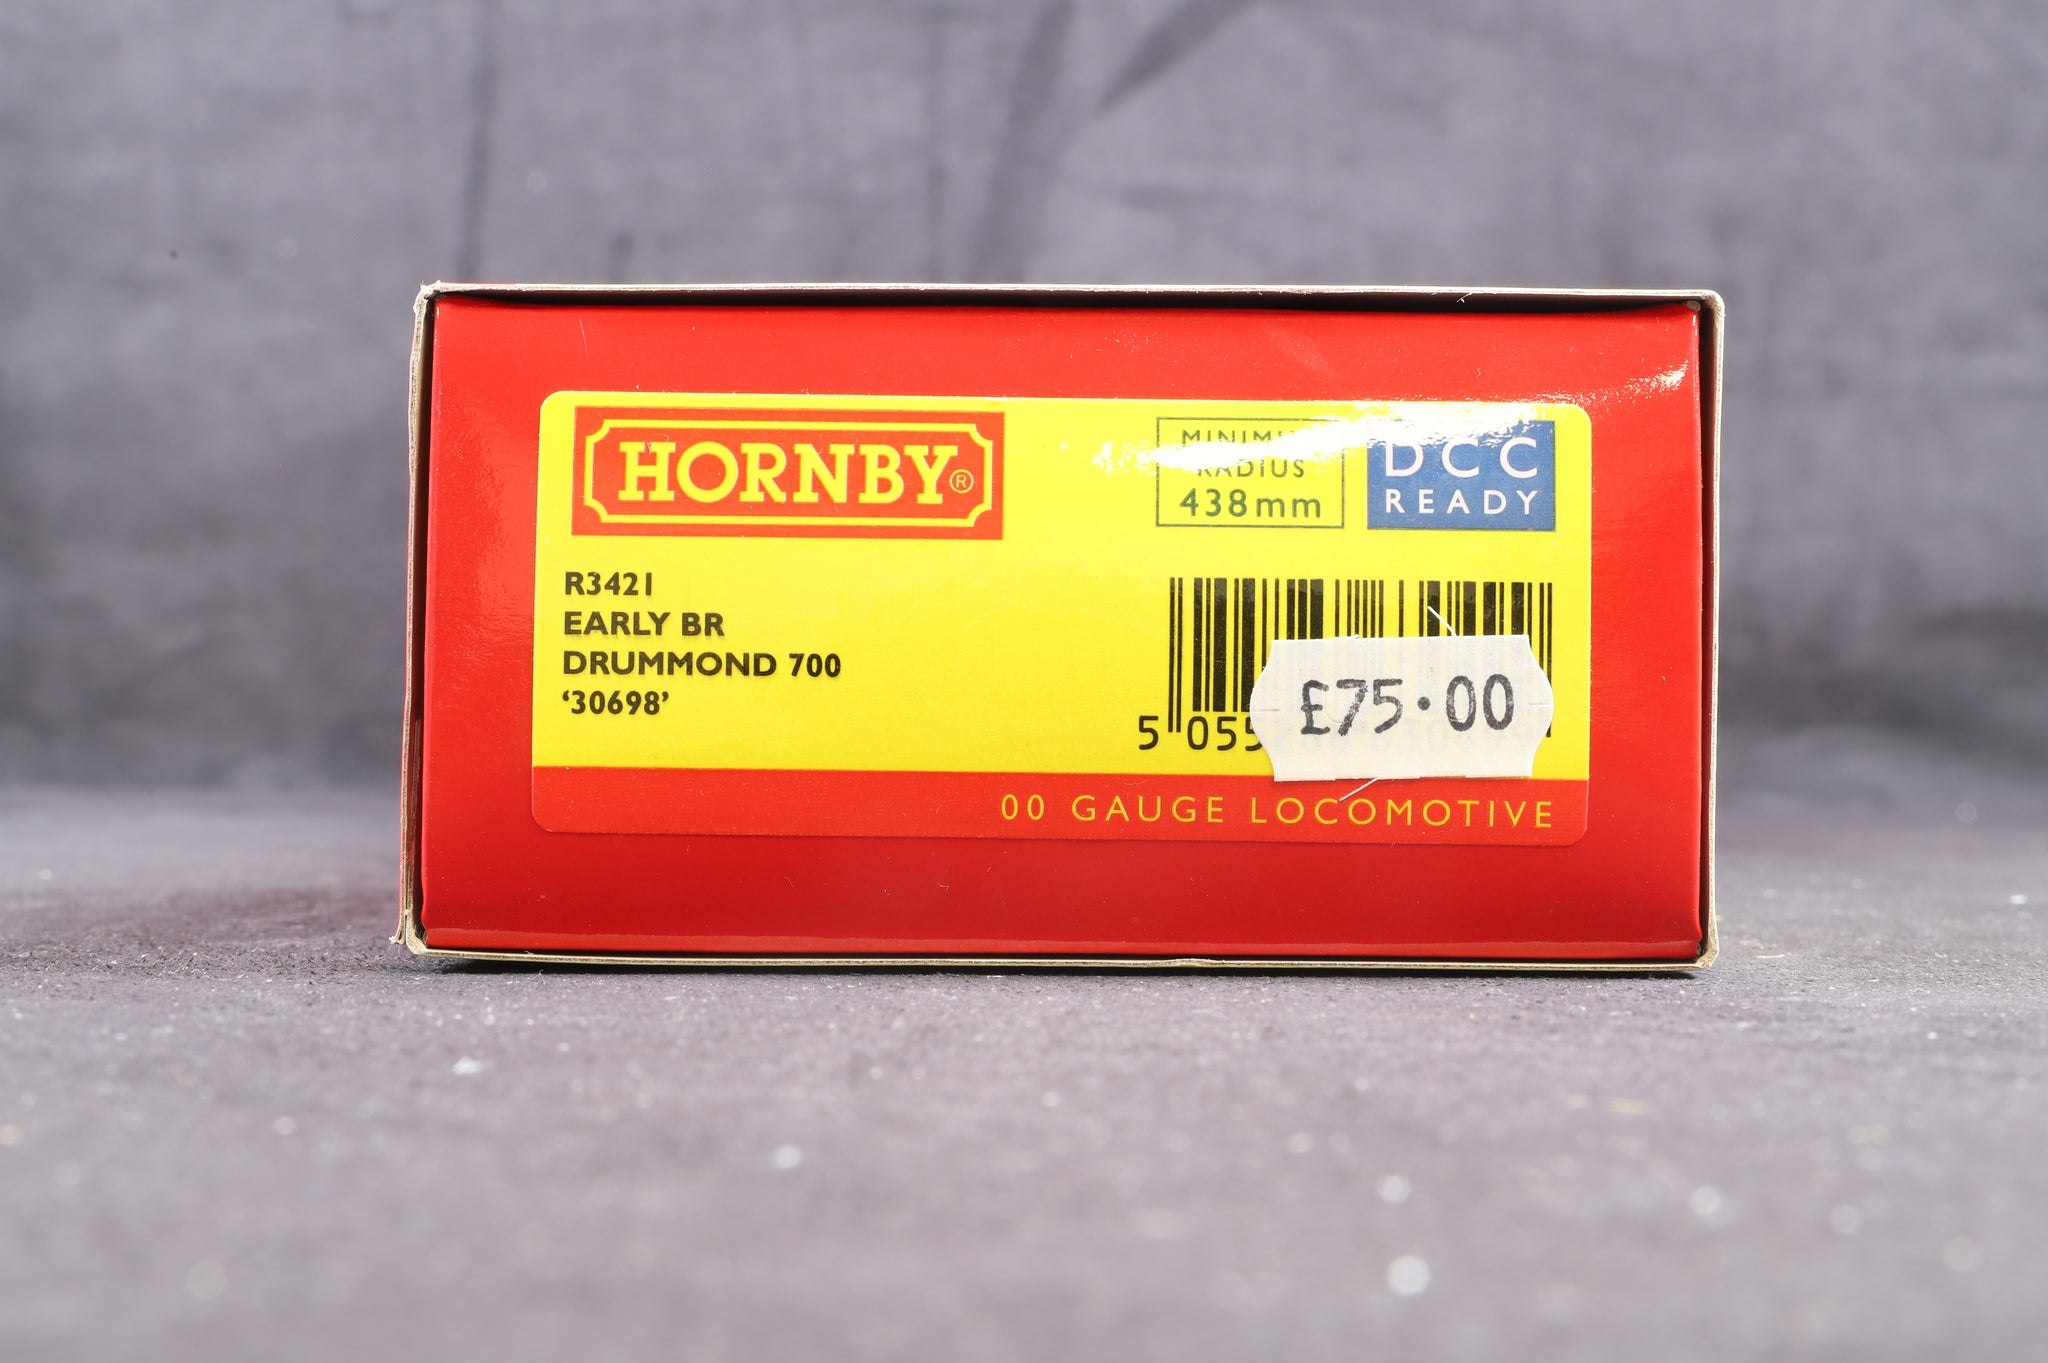 HORNBY®
MINIMUM
RADIUS
438mm
DCC
READY
R3421
EARLY BR
DRUMMOND 700
‘30698’
5 055
£75.00
00 GAUGE LOCOMOTIVE